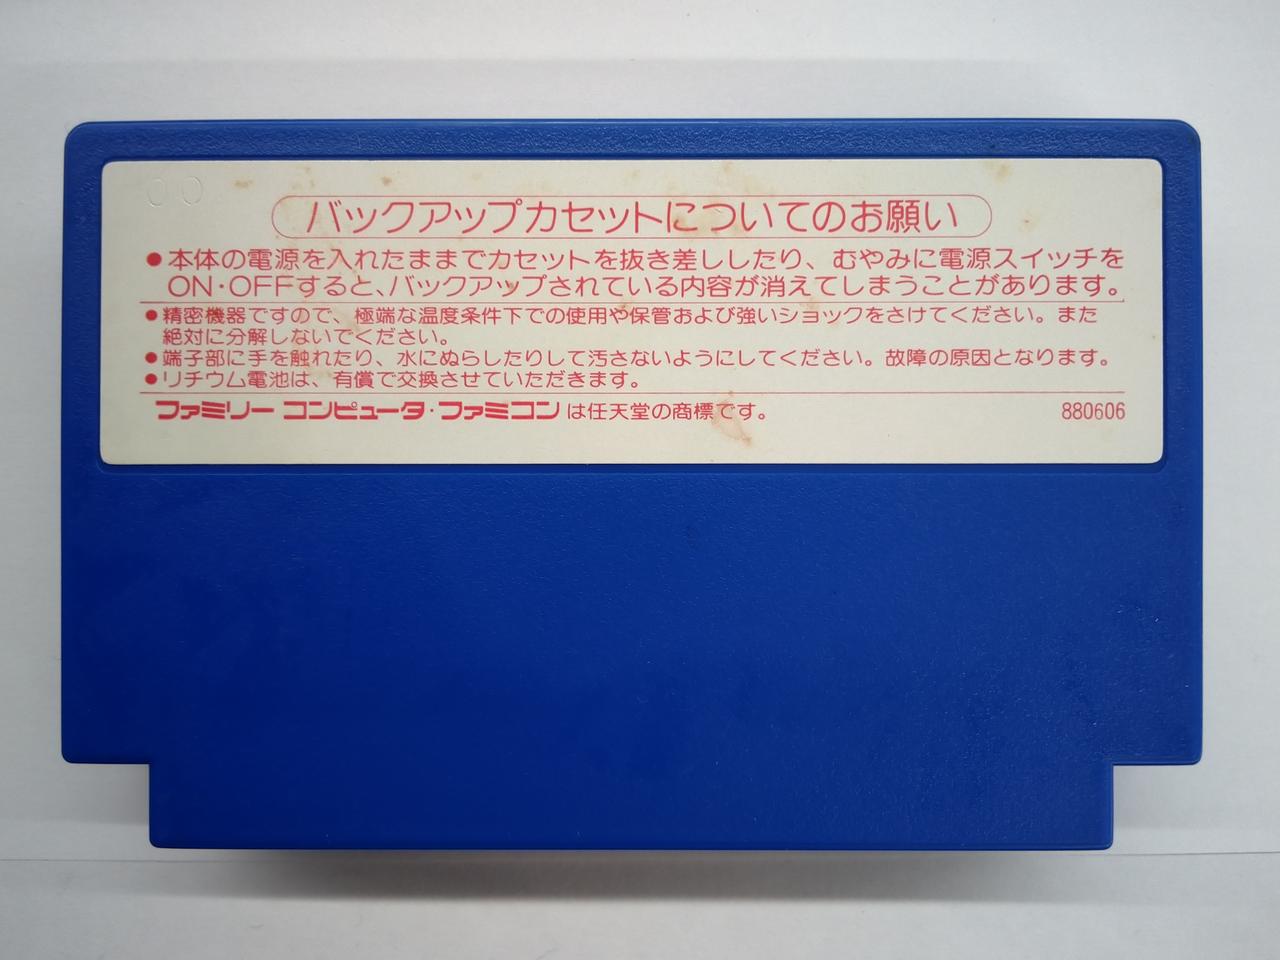 00
バックアップカセットについてのお願い
●本体の電源を入れたままでカセットを抜き差ししたり、むやみに電源スイッチを
ON・OFFすると、バックアップされている内容が消えてしまうことがあります。
●精密機器ですので、極端な温度条件下での使用や保管および強いショックをさけてください。また
絶対に分解しないでください。
●端子部に手を触れたり、水にぬらしたりして汚さないようにしてください。故障の原因となります。
●リチウム電池は、有償で交換させていただきます。
ファミリーコンピュータ・ファミコンは任天堂の商標です。 880606